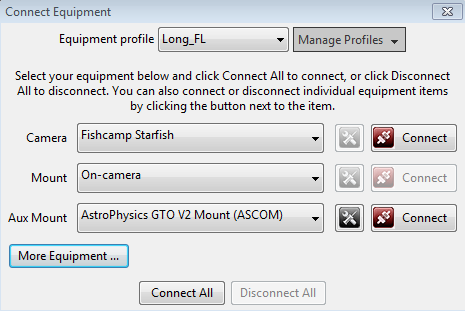 Connect Equipment
Equipment profile Long_FL Manage Profiles
Select your equipment below and click Connect All to connect, or click Disconnect
All to disconnect. You can also connect or disconnect individual equipment items
by clicking the button next to the item.
Camera Fishcamp Starfish Connect
Mount On-camera Connect
Aux Mount AstroPhysics GTO V2 Mount (ASCOM) Connect
More Equipment ...
Connect All Disconnect All